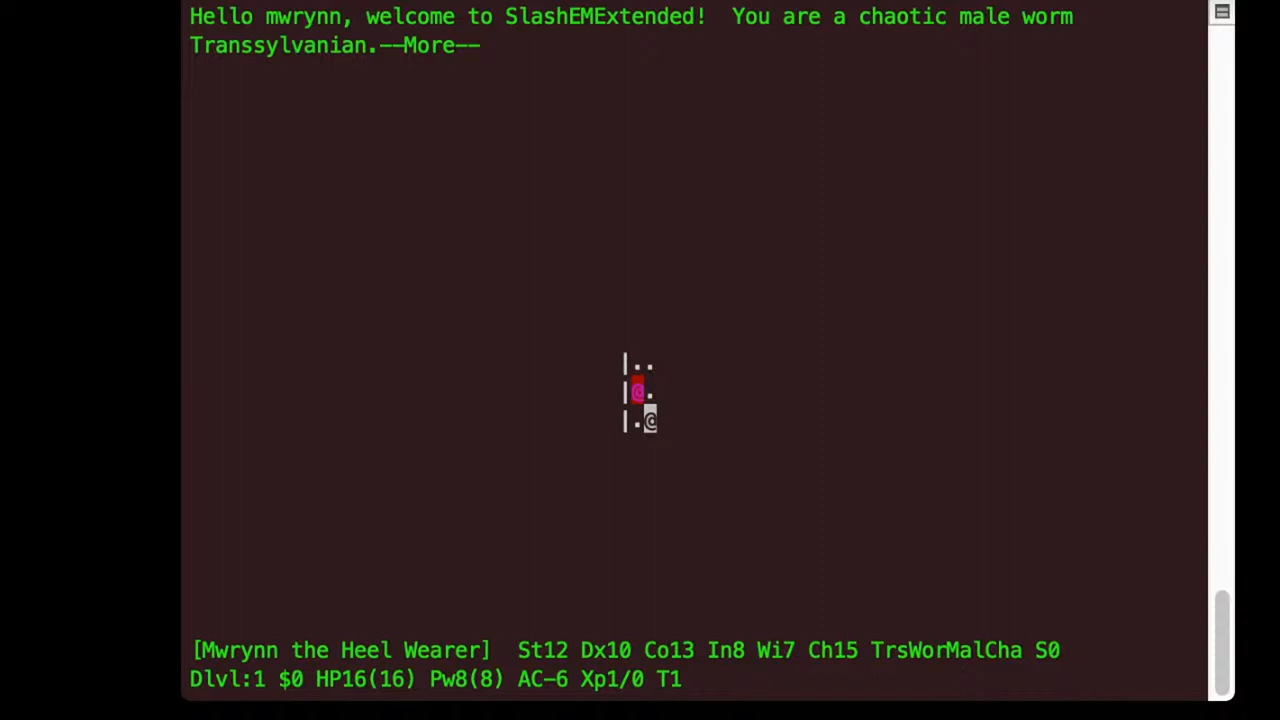 Hello mwrynn, welcome to SlashEMExtended!  You are a chaotic male worm
Transsylvanian.--More--
|..
|@.
|.@
[Mwrynn the Heel Wearer]  St12 Dx10 Co13 In8 Wi7 Ch15 TrsWorMalCha S0
Dlvl:1 $0 HP16(16) Pw8(8) AC-6 Xp1/0 T1